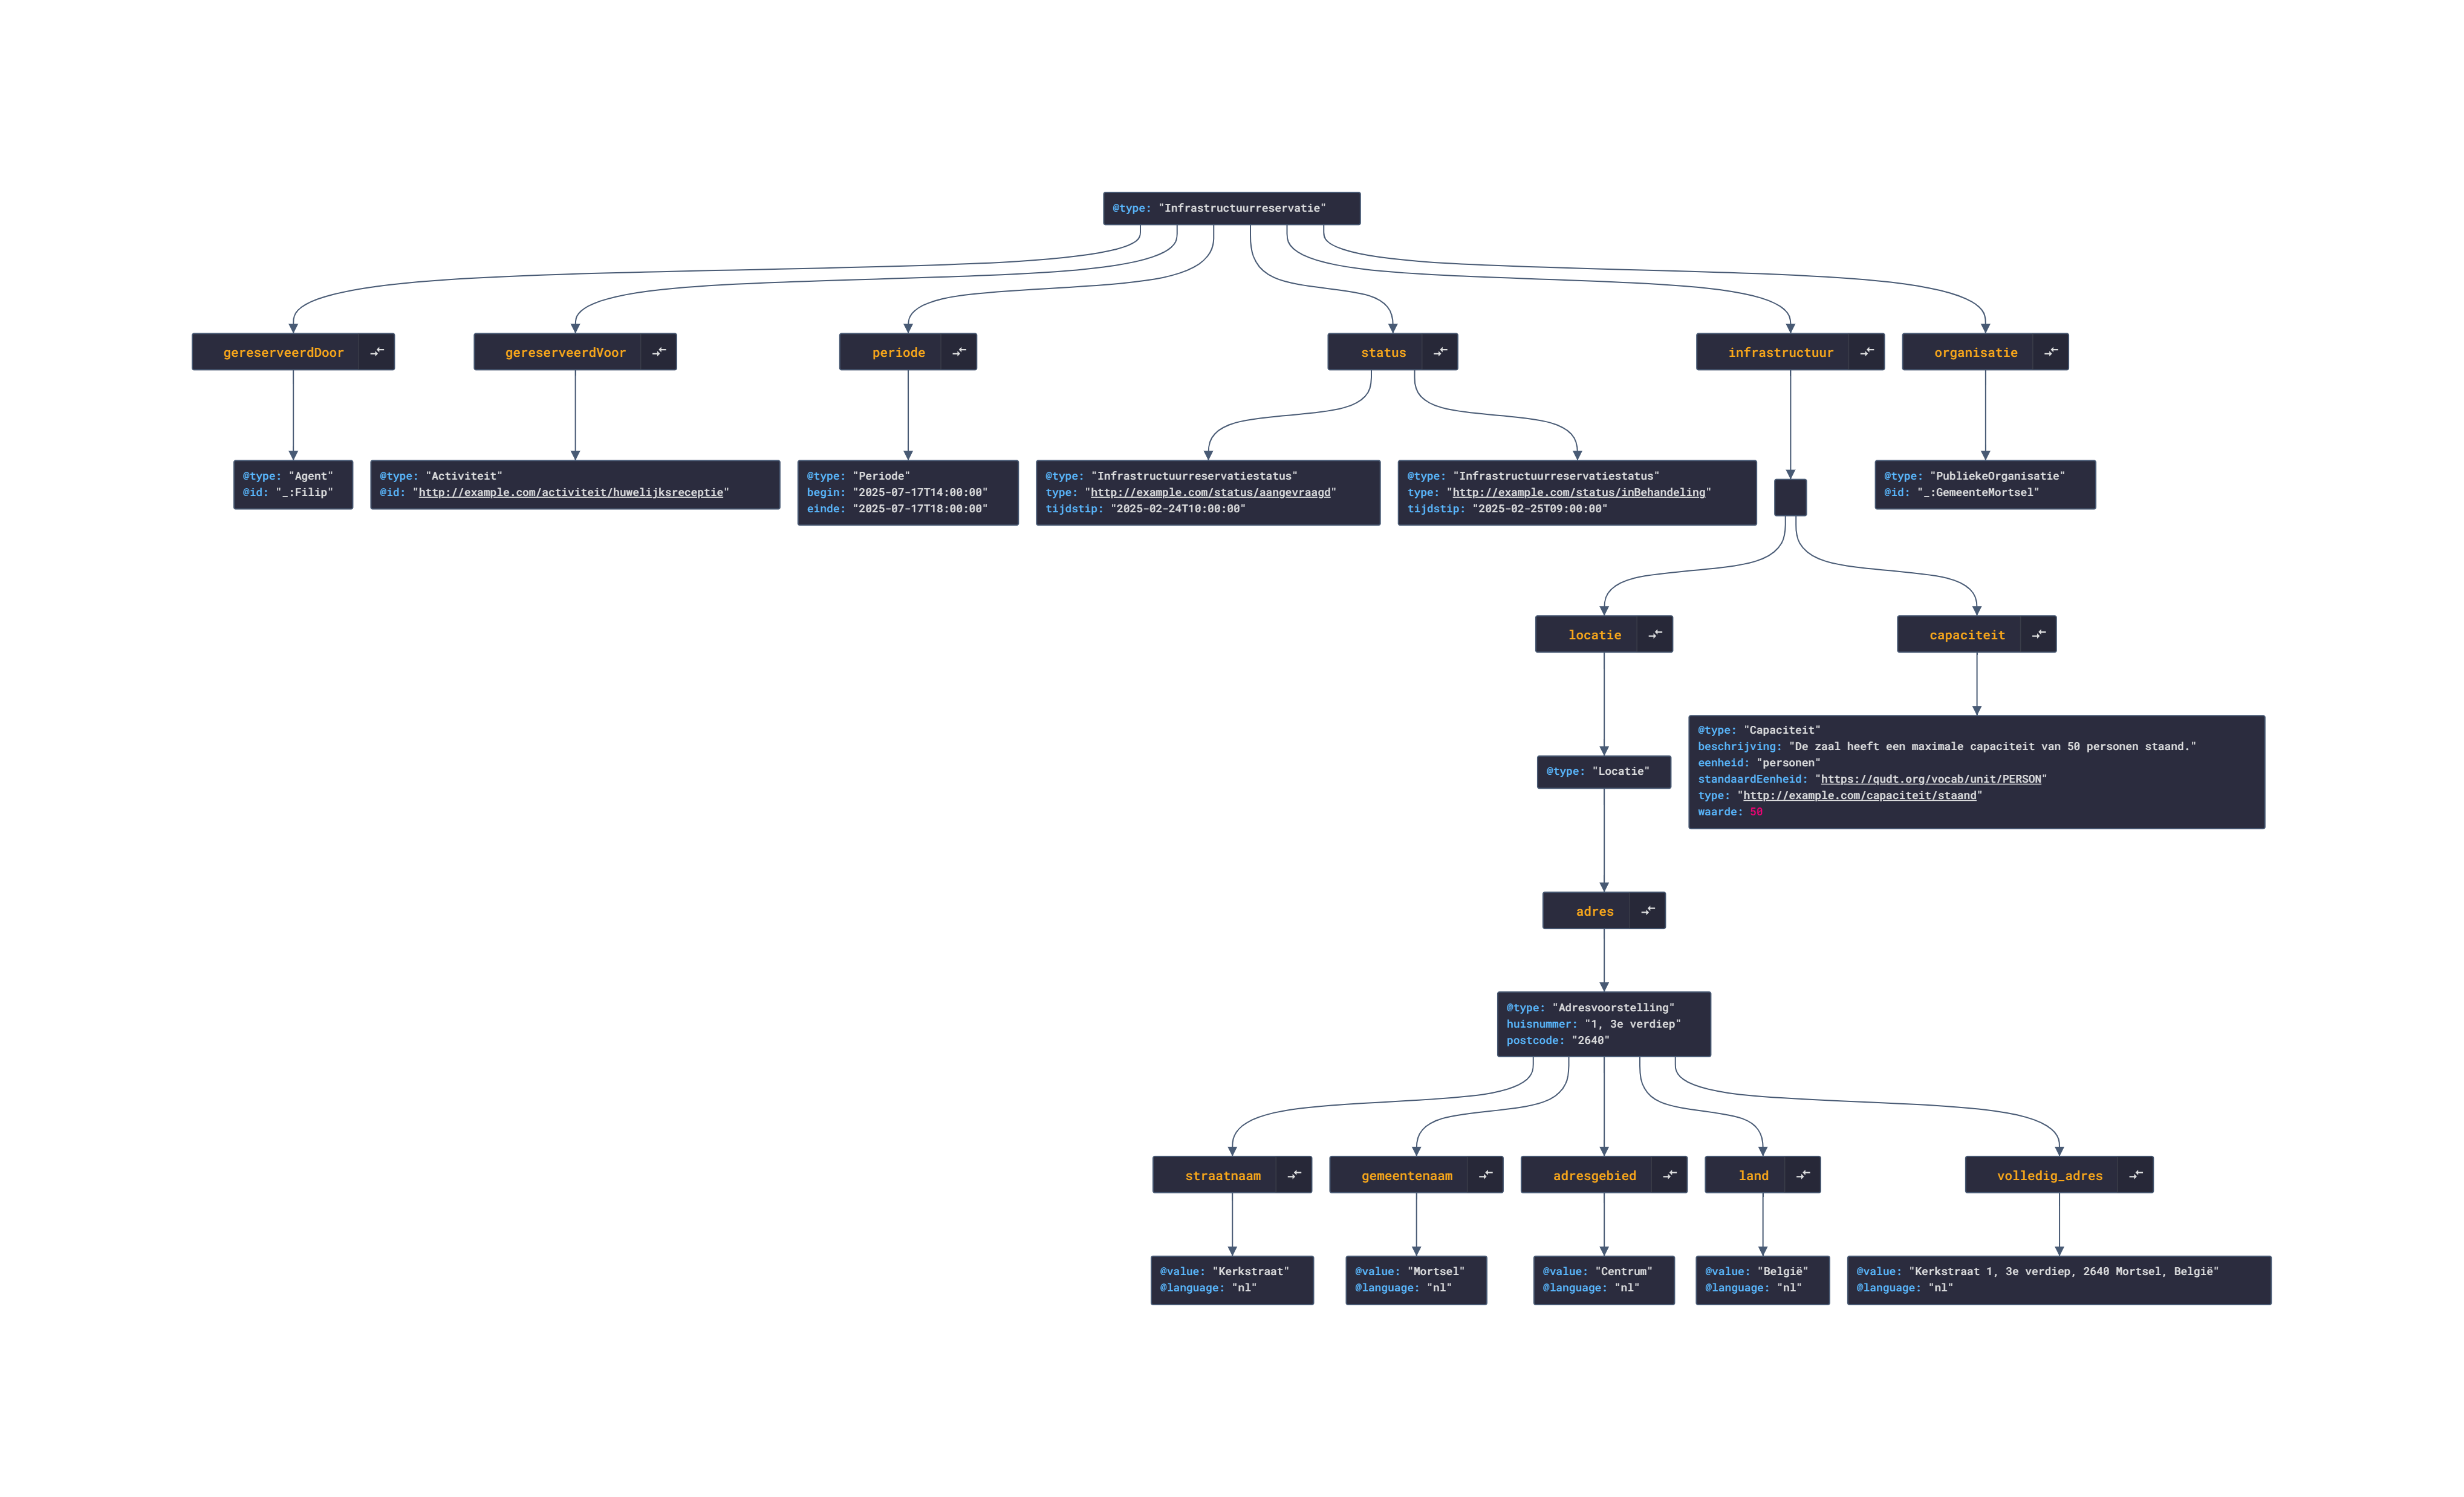 @type: "Infrastructuurreservatie"
gereserveerdDoor
gereserveerdVoor
periode
status
infrastructuur
organisatie
@type: "Agent"
@id: "_:Filip"
@type: "Activiteit"
@id: "http://example.com/activiteit/huwelijksreceptie"
@type: "Periode"
begin: "2025-07-17T14:00:00"
einde: "2025-07-17T18:00:00"
@type: "Infrastructuurreservatiestatus"
type: "http://example.com/status/aangevraagd"
tijdstip: "2025-02-24T10:00:00"
@type: "Infrastructuurreservatiestatus"
type: "http://example.com/status/inBehandeling"
tijdstip: "2025-02-25T09:00:00"
@type: "PubliekeOrganisatie"
@id: "_:GemeenteMortsel"
locatie
capaciteit
@type: "Locatie"
@type: "Capaciteit"
beschrijving: "De zaal heeft een maximale capaciteit van 50 personen staand."
eenheid: "personen"
standaardEenheid: "https://qudt.org/vocab/unit/PERSON"
type: "http://example.com/capaciteit/staand"
waarde: 50
adres
@type: "Adresvoorstelling"
huisnummer: "1, 3e verdiep"
postcode: "2640"
straatnaam
gemeentenaam
adresgebied
land
volledig_adres
@value: "Kerkstraat"
@language: "nl"
@value: "Mortsel"
@language: "nl"
@value: "Centrum"
@language: "nl"
@value: "België"
@language: "nl"
@value: "Kerkstraat 1, 3e verdiep, 2640 Mortsel, België"
@language: "nl"